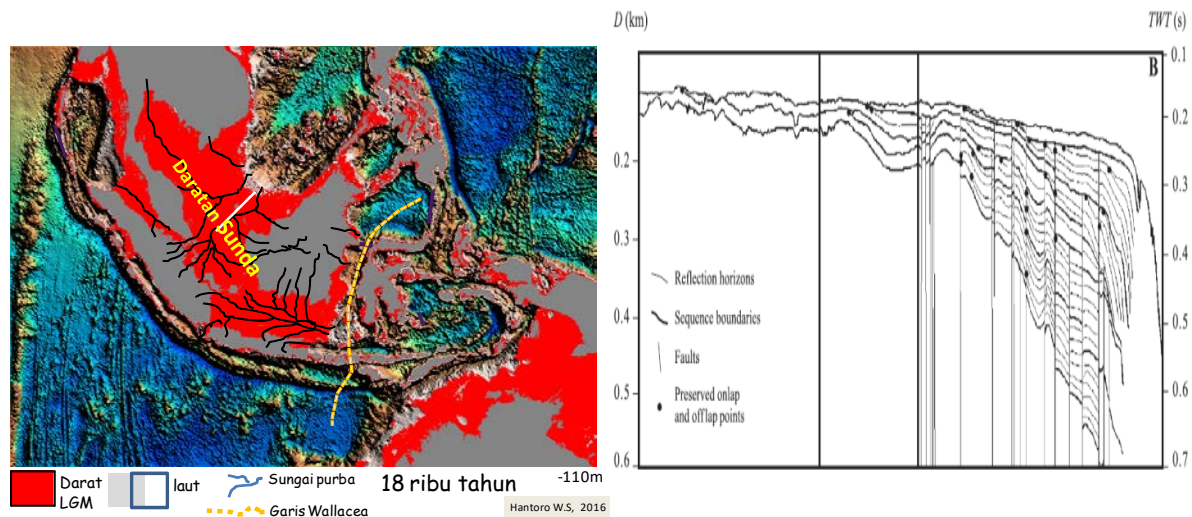 Daratan Sunda
Darat
LGM
laut
Sungai purba
Garis Wallacea
18 ribu tahun
-110m
Hantoro W.S, 2016
D (km)
TWT (s)
B
0.1
0.2
0.3
0.4
0.5
0.6
0.7
0.2
0.3
0.4
0.5
0.6
Reflection horizons
Sequence boundaries
Faults
Preserved onlap
and offlap points